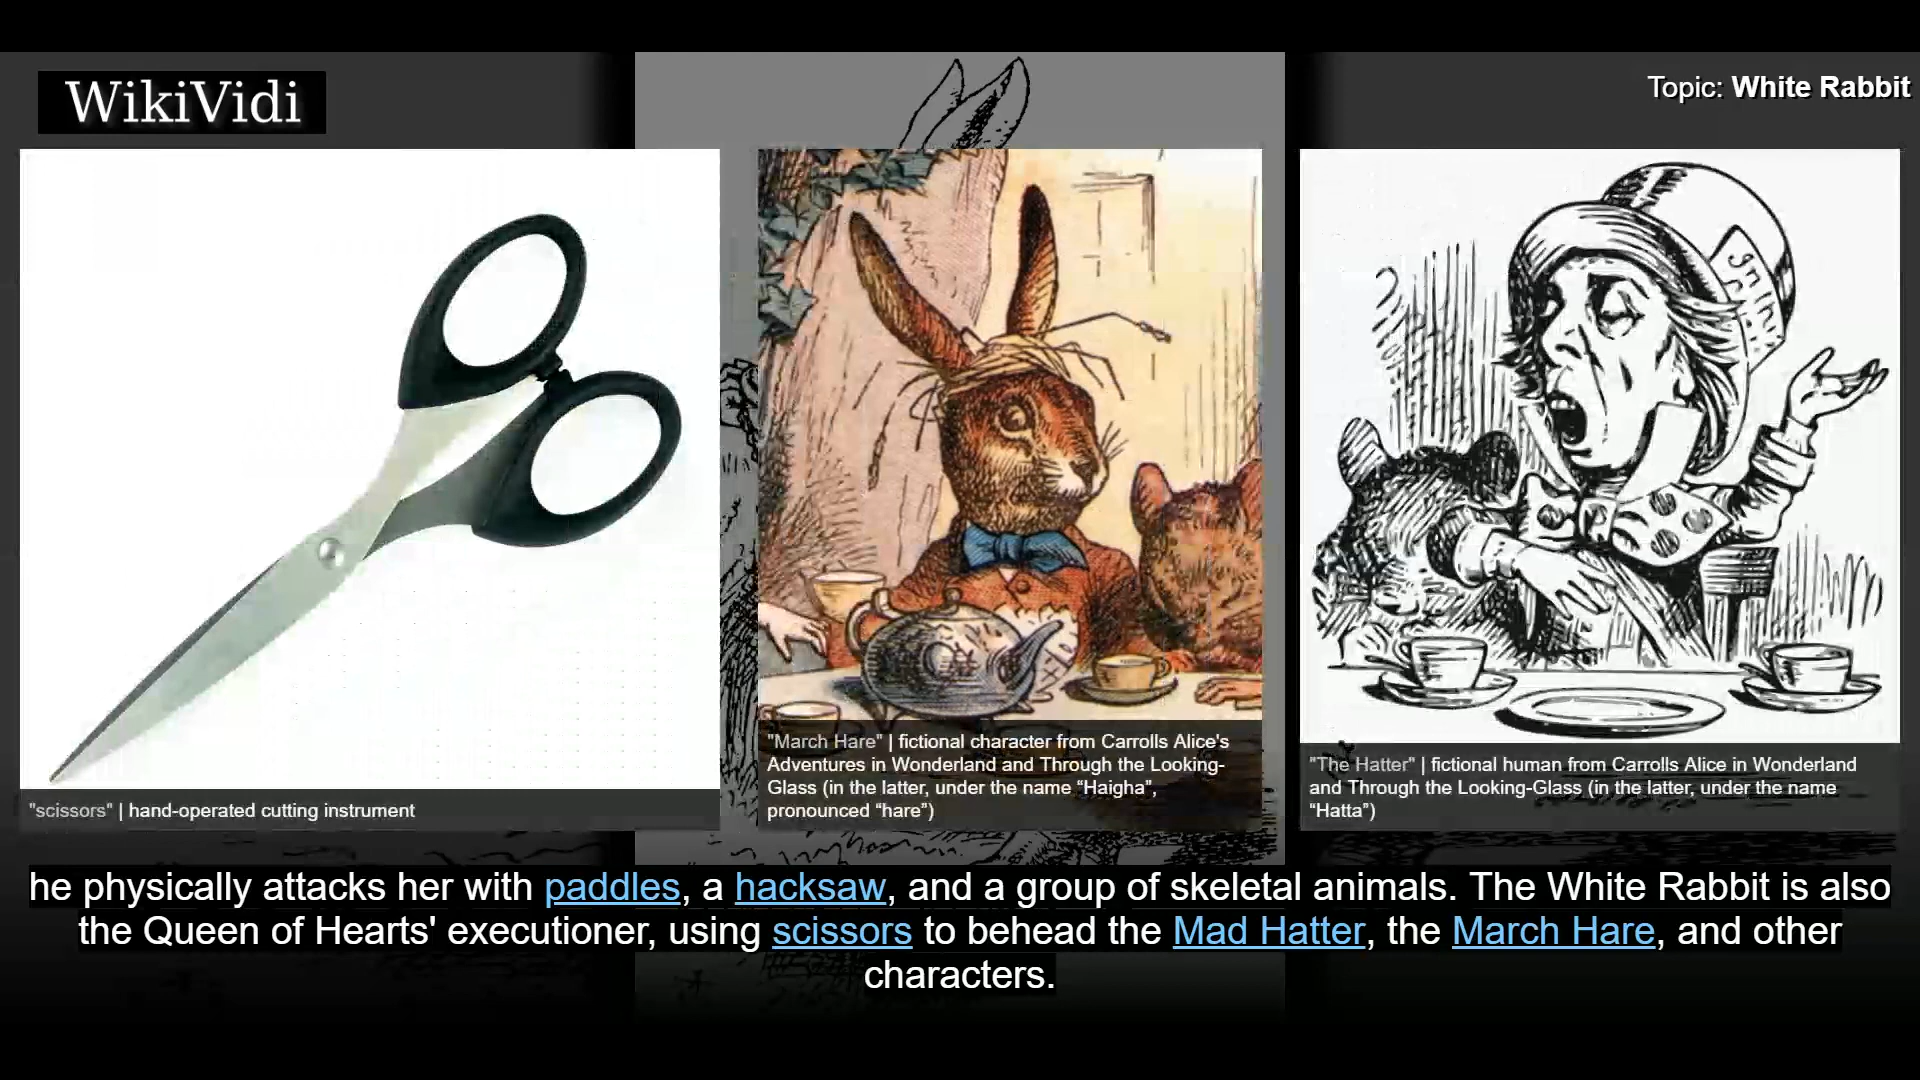 WikiVidi
Topic: White Rabbit
"scissors" | hand-operated cutting instrument
"March Hare" | fictional character from Carrolls Alice's
Adventures in Wonderland and Through the Looking-
Glass (in the latter, under the name “Haigha”,
pronounced “hare”)
"The Hatter" | fictional human from Carrolls Alice in Wonderland
and Through the Looking-Glass (in the latter, under the name
“Hatta”)
he physically attacks her with paddles, a hacksaw, and a group of skeletal animals. The White Rabbit is also
the Queen of Hearts' executioner, using scissors to behead the Mad Hatter, the March Hare, and other
characters.